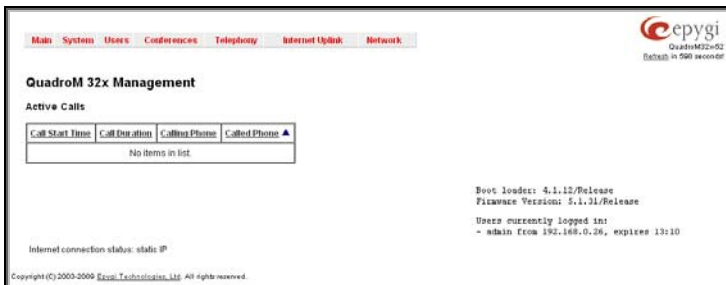 Main System Users Conferences Telephony Internet Uplink Network
epygi
QuadroM32x-52
Refresh in 598 seconds!
QuadroM 32x Management
Active Calls
Call Start Time Call Duration Calling Phone Called Phone
No items in list.
Boot loader: 4.1.12/Release
Firmware Version: 5.1.31/Release
Users currently logged in:
- admin from 192.168.0.26, expires 13:10
Internet connection status: static IP
Copyright (C) 2003-2009 Epygi Technologies, Ltd. All rights reserved.